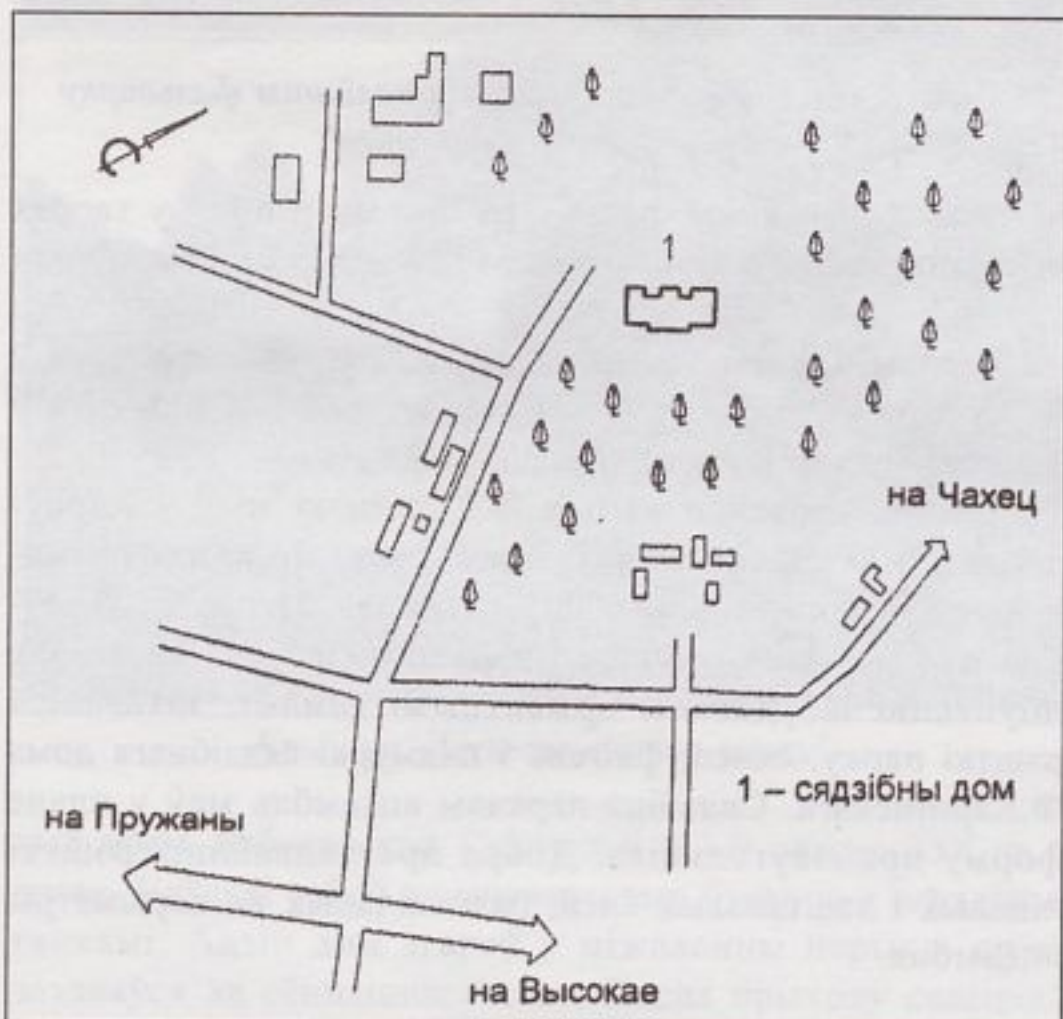 1
на Чахец
1 – сядзібны дом
на Пружаны
на Высокае